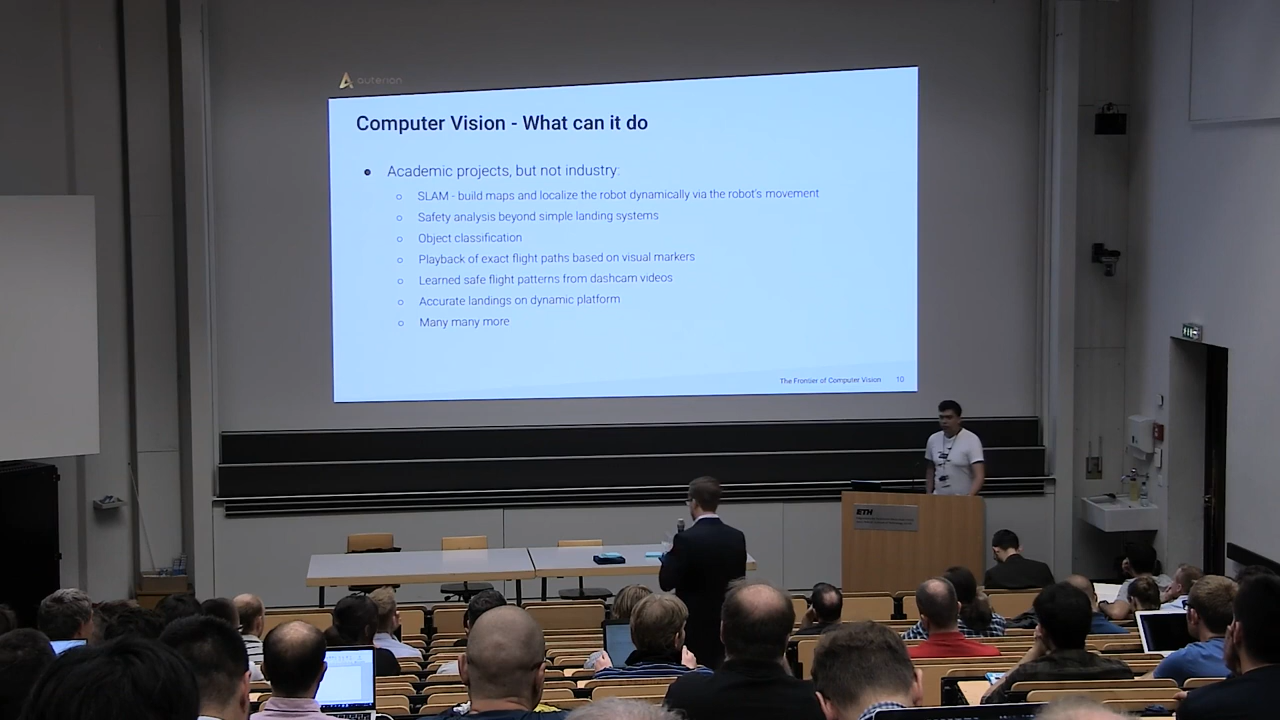 auterion
Computer Vision - What can it do
Academic projects, but not industry:
SLAM - build maps and localize the robot dynamically via the robot's movement
Safety analysis beyond simple landing systems
Object classification
Playback of exact flight paths based on visual markers
Learned safe flight patterns from dashcam videos
Accurate landings on dynamic platform
Many many more
The Frontier of Computer Vision 10
ETH